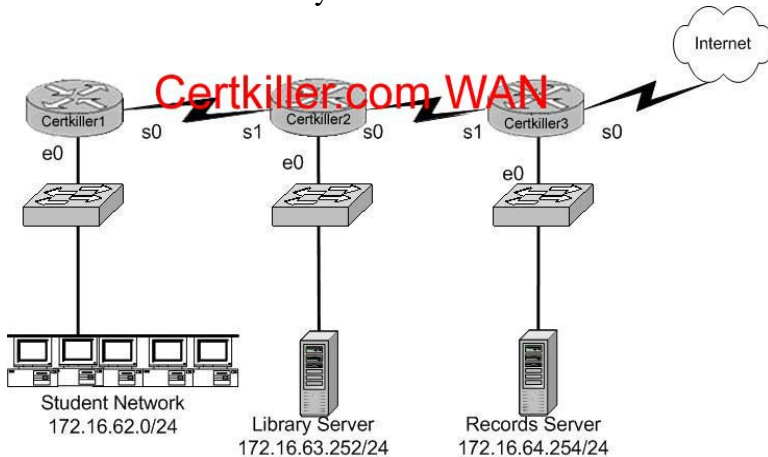 Internet
Certkiller.com WAN
Certkiller1
s0
s1
Certkiller2
s0
s1
Certkiller3
s0
e0
e0
e0
Student Network
172.16.62.0/24
Library Server
172.16.63.252/24
Records Server
172.16.64.254/24